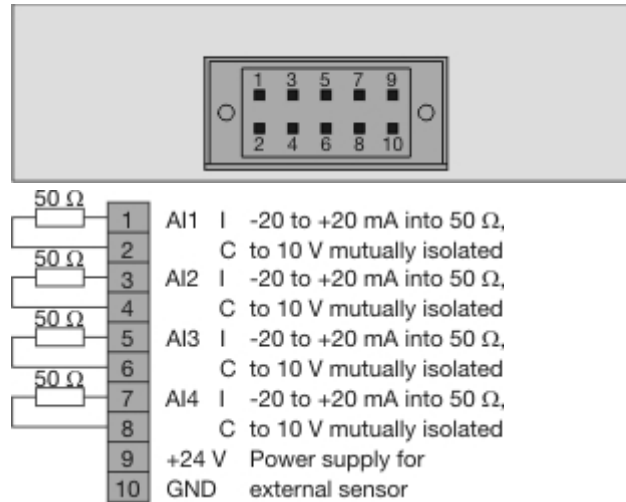 1 3 5 7 9
2 4 6 8 10
50 Ω
1 AI1 I -20 to +20 mA into 50 Ω,
2 C to 10 V mutually isolated
50 Ω
3 AI2 I -20 to +20 mA into 50 Ω,
4 C to 10 V mutually isolated
50 Ω
5 AI3 I -20 to +20 mA into 50 Ω,
6 C to 10 V mutually isolated
50 Ω
7 AI4 I -20 to +20 mA into 50 Ω,
8 C to 10 V mutually isolated
9 +24 V Power supply for
10 GND external sensor